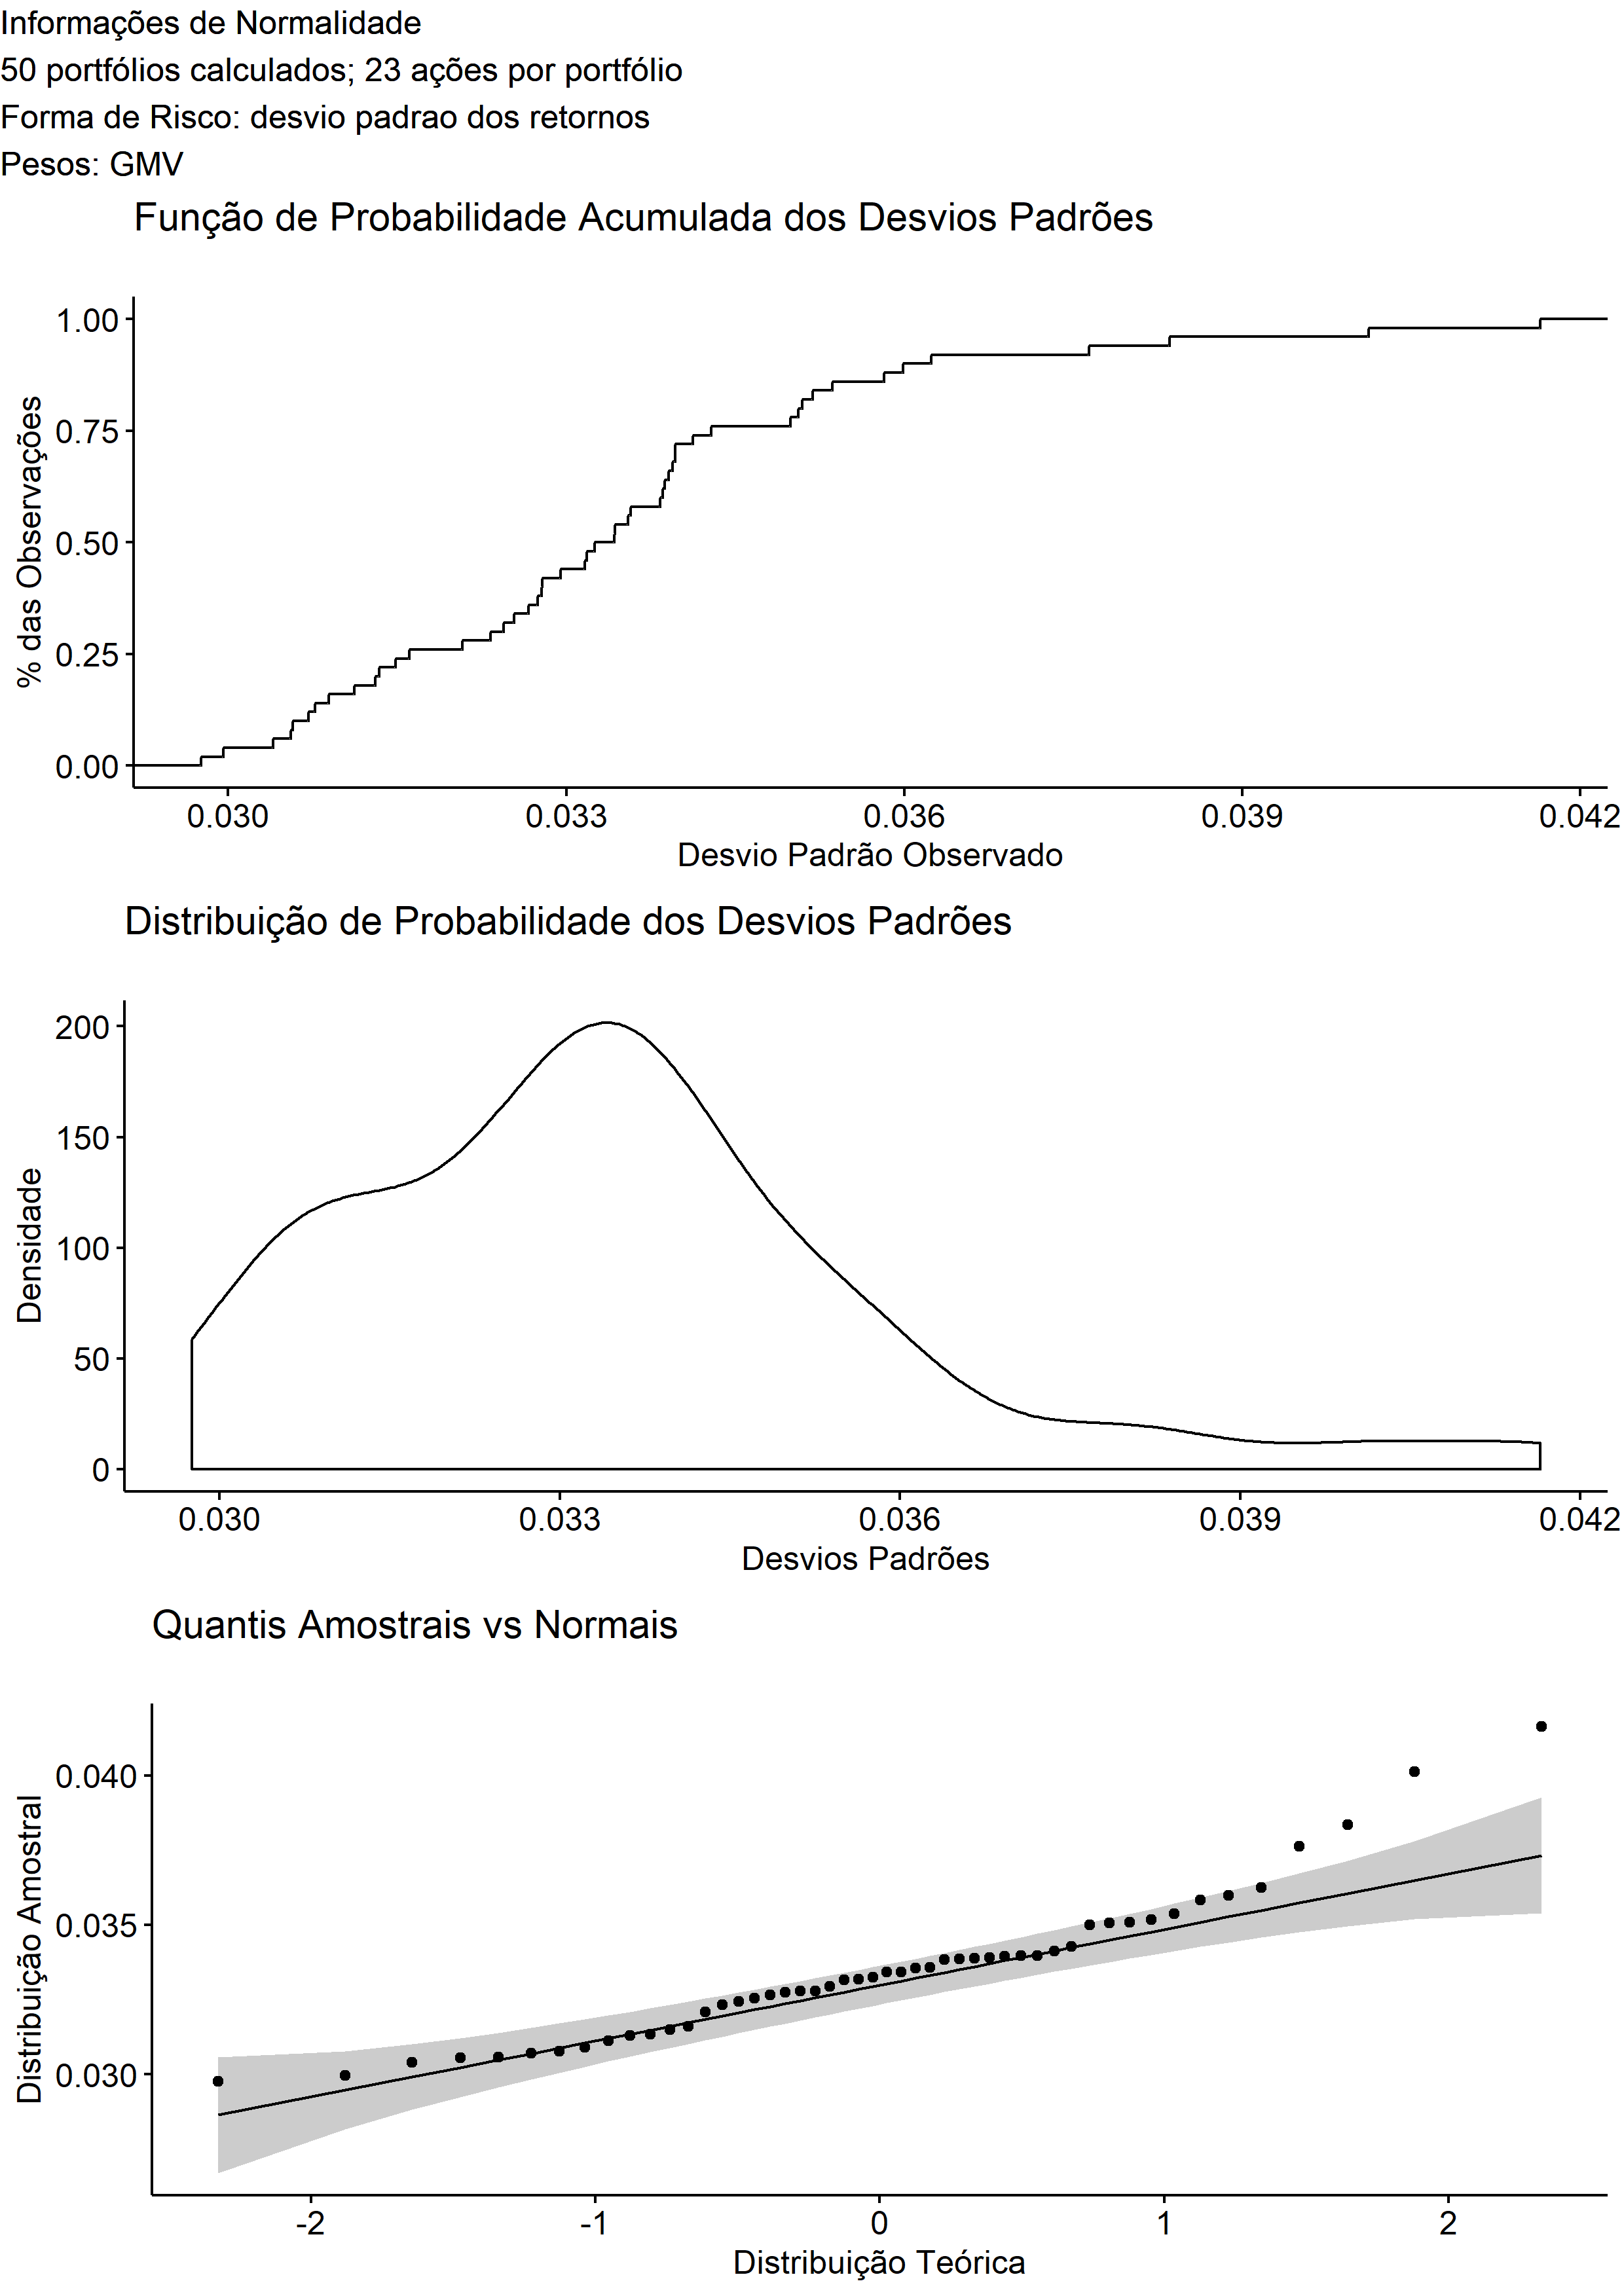 Informações de Normalidade
50 portfólios calculados; 23 ações por portfólio
Forma de Risco: desvio padrao dos retornos
Pesos: GMV
Função de Probabilidade Acumulada dos Desvios Padrões
% das Observações
1.00
0.75
0.50
0.25
0.00
0.030 0.033 0.036 0.039 0.042
Desvio Padrão Observado
Distribuição de Probabilidade dos Desvios Padrões
Densidade
200
150
100
50
0
0.030 0.033 0.036 0.039 0.042
Desvios Padrões
Quantis Amostrais vs Normais
Distribuição Amostral
0.040
0.035
0.030
-2 -1 0 1 2
Distribuição Teórica